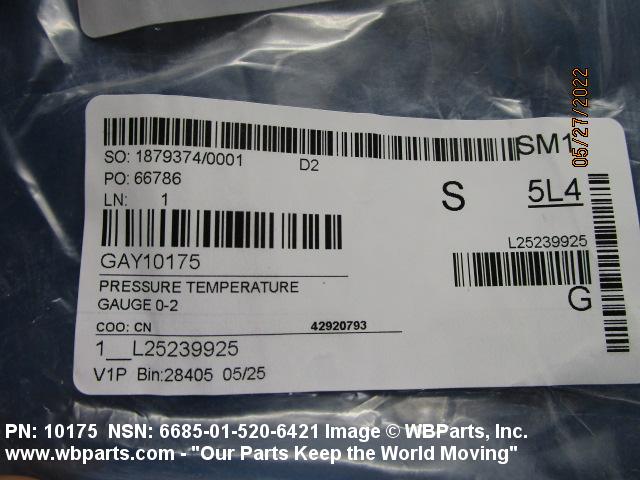 SM1
SO: 1879374/0001 D2
PO: 66786
S 5L4
LN: 1
L25239925
GAY10175
G
PRESSURE TEMPERATURE
GAUGE 0-2
COO: CN 42920793
1__L25239925
V1P Bin:28405 05/25
05/27/2022
PN: 10175 NSN: 6685-01-520-6421 Image © WBParts, Inc.
www.wbparts.com - "Our Parts Keep the World Moving"